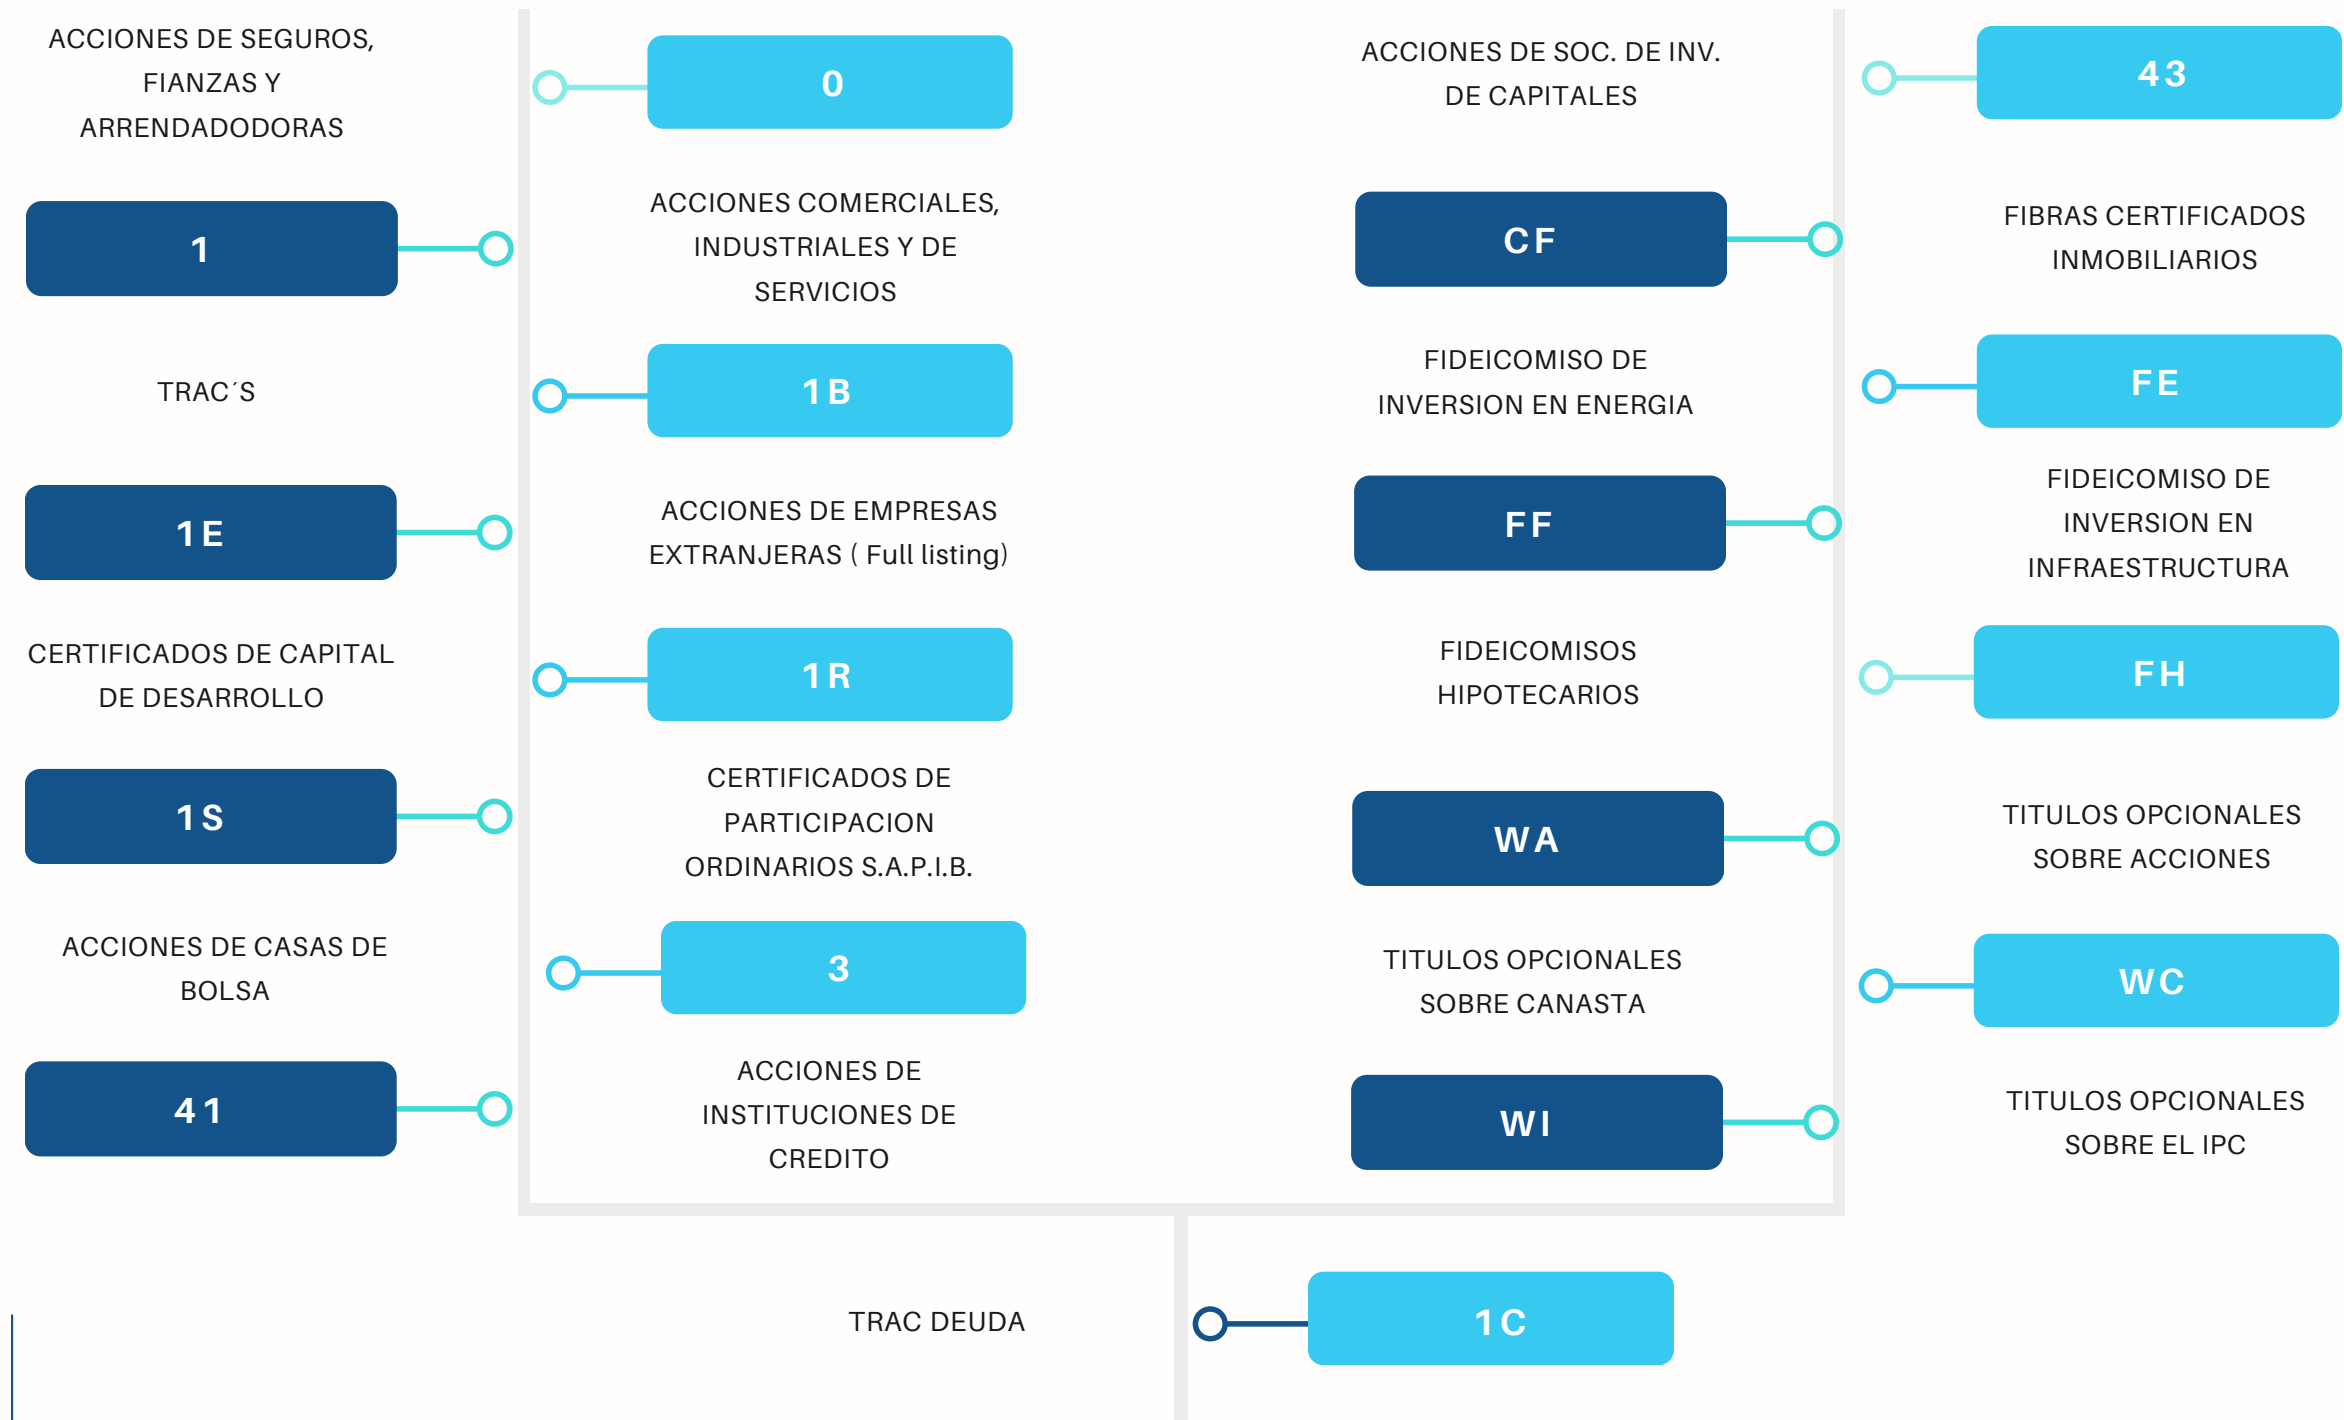 ACCIONES DE SEGUROS,
FIANZAS Y
ARRENDADODORAS
0
1
ACCIONES COMERCIALES,
INDUSTRIALES Y DE
SERVICIOS
TRAC´S
1B
1E
ACCIONES DE EMPRESAS
EXTRANJERAS ( Full listing)
CERTIFICADOS DE CAPITAL
DE DESARROLLO
1R
1S
CERTIFICADOS DE
PARTICIPACION
ORDINARIOS S.A.P.I.B.
ACCIONES DE CASAS DE
BOLSA
3
41
ACCIONES DE
INSTITUCIONES DE
CREDITO
ACCIONES DE SOC. DE INV.
DE CAPITALES
43
CF
FIBRAS CERTIFICADOS
INMOBILIARIOS
FIDEICOMISO DE
INVERSION EN ENERGIA
FE
FF
FIDEICOMISO DE
INVERSION EN
INFRAESTRUCTURA
FIDEICOMISOS
HIPOTECARIOS
FH
WA
TITULOS OPCIONALES
SOBRE ACCIONES
TITULOS OPCIONALES
SOBRE CANASTA
WC
WI
TITULOS OPCIONALES
SOBRE EL IPC
TRAC DEUDA
1C